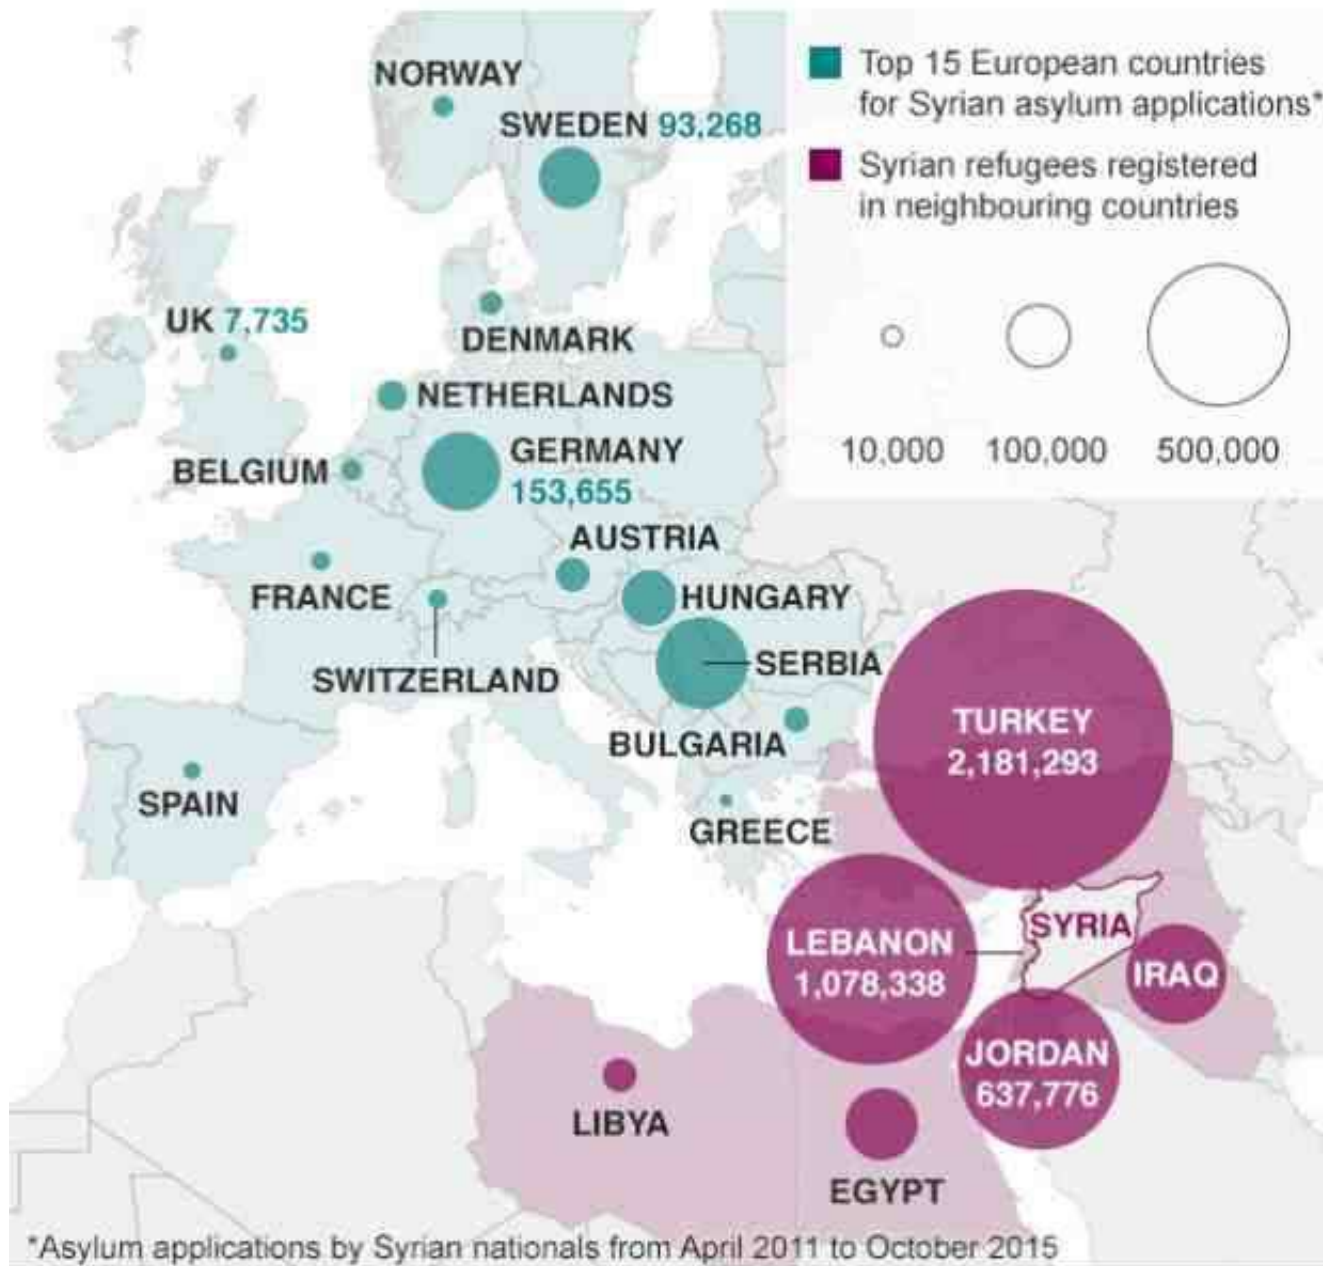 Top 15 European countries
for Syrian asylum applications*
Syrian refugees registered
in neighbouring countries
10,000 100,000 500,000
NORWAY
SWEDEN 93,268
UK 7,735
DENMARK
NETHERLANDS
GERMANY
153,655
BELGIUM
AUSTRIA
FRANCE
HUNGARY
SWITZERLAND
SERBIA
BULGARIA
SPAIN
GREECE
TURKEY
2,181,293
SYRIA
LEBANON
1,078,338
IRAQ
JORDAN
637,776
LIBYA
EGYPT
*Asylum applications by Syrian nationals from April 2011 to October 2015